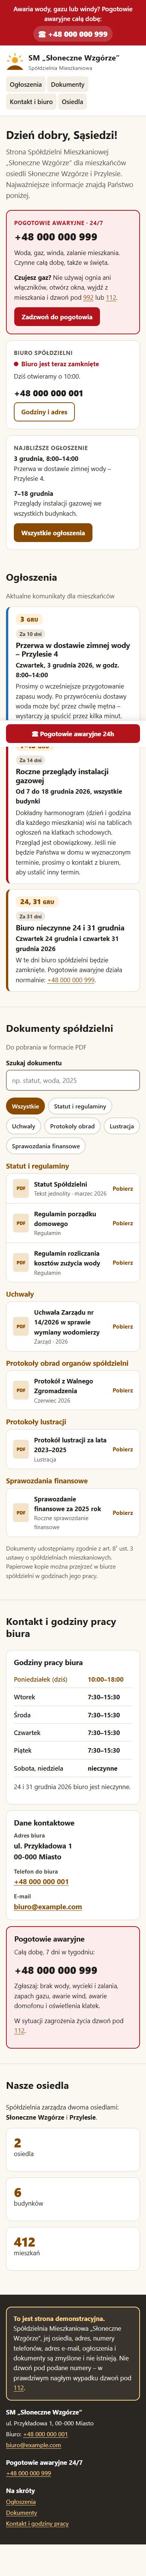 Awaria wody, gazu lub windy? Pogotowie
awaryjne całą dobę:
☎ +48 000 000 999
SM „Słoneczne Wzgórze”
Spółdzielnia Mieszkaniowa
Ogłoszenia
Dokumenty
Kontakt i biuro
Osiedla
Dzień dobry, Sąsiedzi!
Strona Spółdzielni Mieszkaniowej
„Słoneczne Wzgórze” dla mieszkańców
osiedli Słoneczne Wzgórze i Przylesie.
Najważniejsze informacje znajdą Państwo
poniżej.
POGOTOWIE AWARYJNE · 24/7
+48 000 000 999
Woda, gaz, winda, zalanie mieszkania.
Czynne całą dobę, także w święta.
Czujesz gaz? Nie używaj ognia ani
włączników, otwórz okna, wyjdź z
mieszkania i dzwoń pod 992 lub 112.
Zadzwoń do pogotowia
BIURO SPÓŁDZIELNI
Biuro jest teraz zamknięte
Dziś otwieramy o 10:00.
+48 000 000 001
Godziny i adres
NAJBLIŻSZE OGŁOSZENIE
3 grudnia, 8:00–14:00
Przerwa w dostawie zimnej wody –
Przylesie 4.
7–18 grudnia
Przeglądy instalacji gazowej we
wszystkich budynkach.
Wszystkie ogłoszenia
Ogłoszenia
Aktualne komunikaty dla mieszkańców
3 GRU
Za 10 dni
Przerwa w dostawie zimnej wody
– Przylesie 4
Czwartek, 3 grudnia 2026, w godz.
8:00–14:00
Prosimy o wcześniejsze przygotowanie
zapasu wody. Po przywróceniu dostaw
woda może być przez chwilę mętna –
wystarczy ją spuścić przez kilka minut.
☎ Pogotowie awaryjne 24h
Za 14 dni
Roczne przeglądy instalacji
gazowej
Od 7 do 18 grudnia 2026, wszystkie
budynki
Dokładny harmonogram (dzień i godzina
dla każdego mieszkania) wisi na tablicach
ogłoszeń na klatkach schodowych.
Przegląd jest obowiązkowy. Jeśli nie
będzie Państwa w domu w wyznaczonym
terminie, prosimy o kontakt z biurem,
aby ustalić inny termin.
24, 31 GRU
Za 31 dni
Biuro nieczynne 24 i 31 grudnia
Czwartek 24 grudnia i czwartek 31
grudnia 2026
W te dni biuro spółdzielni będzie
zamknięte. Pogotowie awaryjne działa
normalnie: +48 000 000 999.
Dokumenty spółdzielni
Do pobrania w formacie PDF
Szukaj dokumentu
np. statut, woda, 2025
Wszystkie
Statut i regulaminy
Uchwały
Protokoły obrad
Lustracja
Sprawozdania finansowe
Statut i regulaminy
PDF
Statut Spółdzielni
Tekst jednolity · marzec 2026
Pobierz
PDF
Regulamin porządku
domowego
Regulamin
Pobierz
PDF
Regulamin rozliczania
kosztów zużycia wody
Regulamin
Pobierz
Uchwały
PDF
Uchwała Zarządu nr
14/2026 w sprawie
wymiany wodomierzy
Zarząd · 2026
Pobierz
Protokoły obrad organów spółdzielni
PDF
Protokół z Walnego
Zgromadzenia
Czerwiec 2026
Pobierz
Protokoły lustracji
PDF
Protokół lustracji za lata
2023–2025
Lustracja
Pobierz
Sprawozdania finansowe
PDF
Sprawozdanie
finansowe za 2025 rok
Roczne sprawozdanie
finansowe
Pobierz
Dokumenty udostępniamy zgodnie z art. 8¹ ust. 3
ustawy o spółdzielniach mieszkaniowych.
Papierowe kopie można przejrzeć w biurze
spółdzielni w godzinach jego pracy.
Kontakt i godziny pracy
biura
Godziny pracy biura
Poniedziałek (dziś) 10:00–18:00
Wtorek 7:30–15:30
Środa 7:30–15:30
Czwartek 7:30–15:30
Piątek 7:30–15:30
Sobota, niedziela nieczynne
24 i 31 grudnia 2026 biuro jest nieczynne.
Dane kontaktowe
Adres biura
ul. Przykładowa 1
00-000 Miasto
Telefon do biura
+48 000 000 001
E-mail
biuro@example.com
Pogotowie awaryjne
Całą dobę, 7 dni w tygodniu:
+48 000 000 999
Zgłaszaj: brak wody, wycieki i zalania,
zapach gazu, awarie wind, awarie
domofonu i oświetlenia klatek.
W sytuacji zagrożenia życia dzwoń pod
112.
Nasze osiedla
Spółdzielnia zarządza dwoma osiedlami:
Słoneczne Wzgórze i Przylesie.
2
osiedla
6
budynków
412
mieszkań
To jest strona demonstracyjna.
Spółdzielnia Mieszkaniowa „Słoneczne
Wzgórze”, jej osiedla, adres, numery
telefonów, adres e-mail, ogłoszenia i
dokumenty są zmyślone i nie istnieją. Nie
dzwoń pod podane numery – w
prawdziwym nagłym wypadku dzwoń pod
112.
SM „Słoneczne Wzgórze”
ul. Przykładowa 1, 00-000 Miasto
Biuro: +48 000 000 001
biuro@example.com
Pogotowie awaryjne 24/7
+48 000 000 999
Na skróty
Ogłoszenia
Dokumenty
Kontakt i godziny pracy